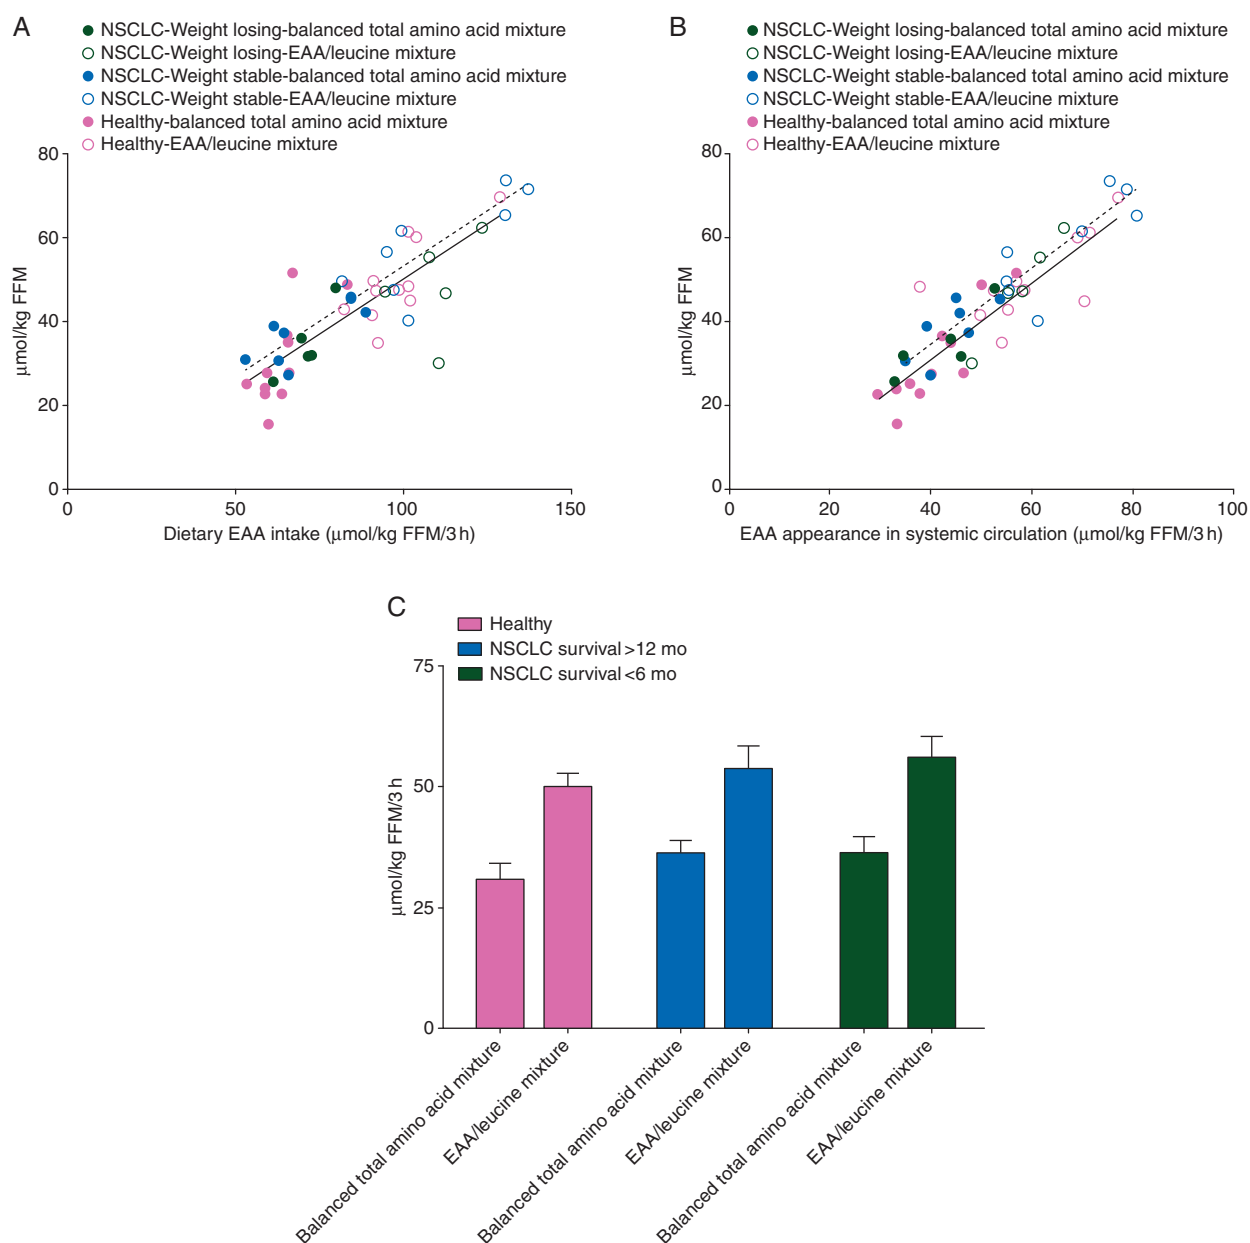 A
NSCLC-Weight losing-balanced total amino acid mixture
NSCLC-Weight losing-EAA/leucine mixture
NSCLC-Weight stable-balanced total amino acid mixture
NSCLC-Weight stable-EAA/leucine mixture
Healthy-balanced total amino acid mixture
Healthy-EAA/leucine mixture
80
60
40
20
0
μmol/kg FFM
0 50 100 150
Dietary EAA intake (μmol/kg FFM/3 h)
B
NSCLC-Weight losing-balanced total amino acid mixture
NSCLC-Weight losing-EAA/leucine mixture
NSCLC-Weight stable-balanced total amino acid mixture
NSCLC-Weight stable-EAA/leucine mixture
Healthy-balanced total amino acid mixture
Healthy-EAA/leucine mixture
80
60
40
20
0
μmol/kg FFM
0 20 40 60 80 100
EAA appearance in systemic circulation (μmol/kg FFM/3 h)
C
Healthy
NSCLC survival >12 mo
NSCLC survival <6 mo
75
50
25
0
μmol/kg FFM/3 h
Balanced total amino acid mixture
EAA/leucine mixture
Balanced total amino acid mixture
EAA/leucine mixture
Balanced total amino acid mixture
EAA/leucine mixture